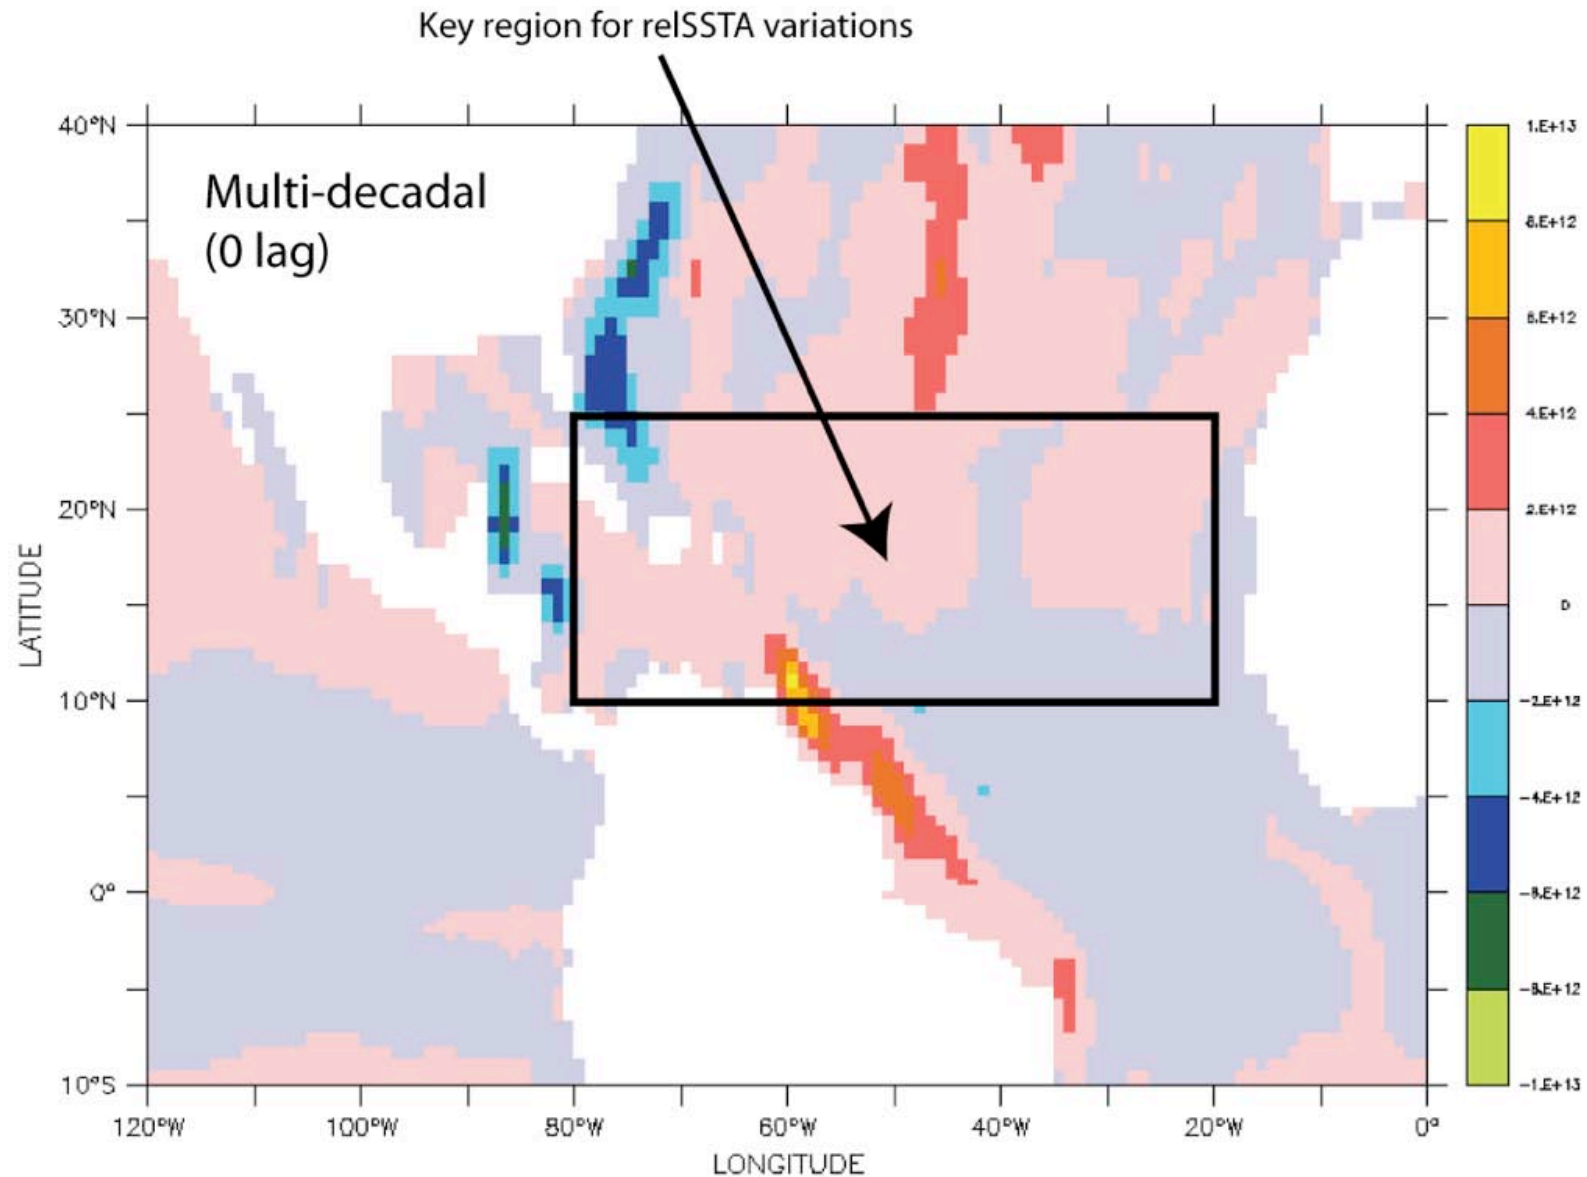 Key region for relSSTA variations
Multi-decadal
(0 lag)
40°N
30°N
20°N
10°N
0°
10°S
LATITUDE
120°W
100°W
80°W
60°W
40°W
20°W
0°
LONGITUDE
1.E+13
8.E+12
6.E+12
4.E+12
2.E+12
0
-2.E+12
-4.E+12
-6.E+12
-8.E+12
-1.E+13